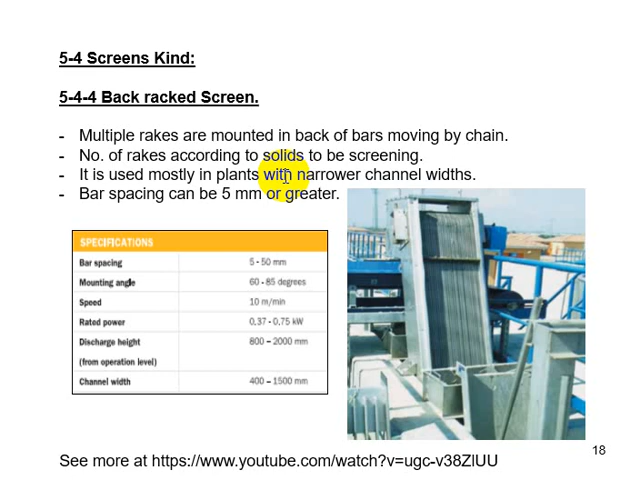 5-4 Screens Kind:
5-4-4 Back racked Screen.
- Multiple rakes are mounted in back of bars moving by chain.
- No. of rakes according to solids to be screening.
- It is used mostly in plants with narrower channel widths.
- Bar spacing can be 5 mm or greater.
SPECIFICATIONS
Bar spacing 5 - 50 mm
Mounting angle 60 - 85 degrees
Speed 10 m/min
Rated power 0,37 - 0,75 kW
Discharge height 800 – 2000 mm
(from operation level)
Channel width 400 – 1500 mm
18
See more at https://www.youtube.com/watch?v=ugc-v38ZlUU